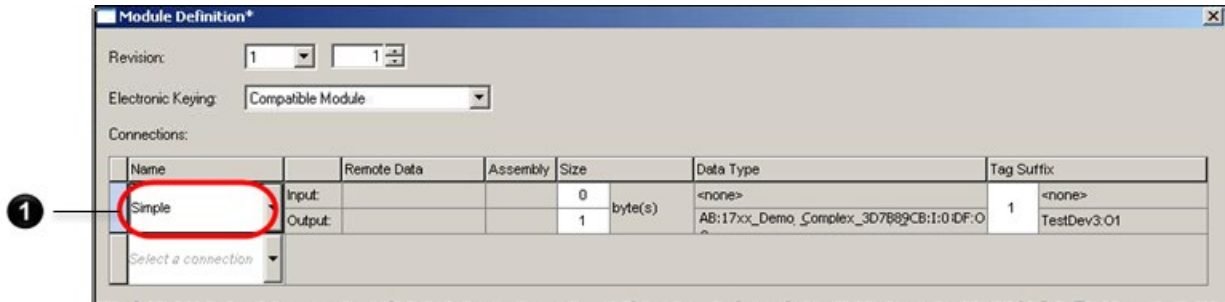 Module Definition*
Revision: 1 1
Electronic Keying: Compatible Module
Connections:
Name Remote Data Assembly Size Data Type Tag Suffix
1 Simple Input: 0 byte(s) <none> 1 <none>
Output: 1 AB:17xx_Demo_Complex_3D7B89CB:I:0:DF:O TestDev3:O1
Select a connection